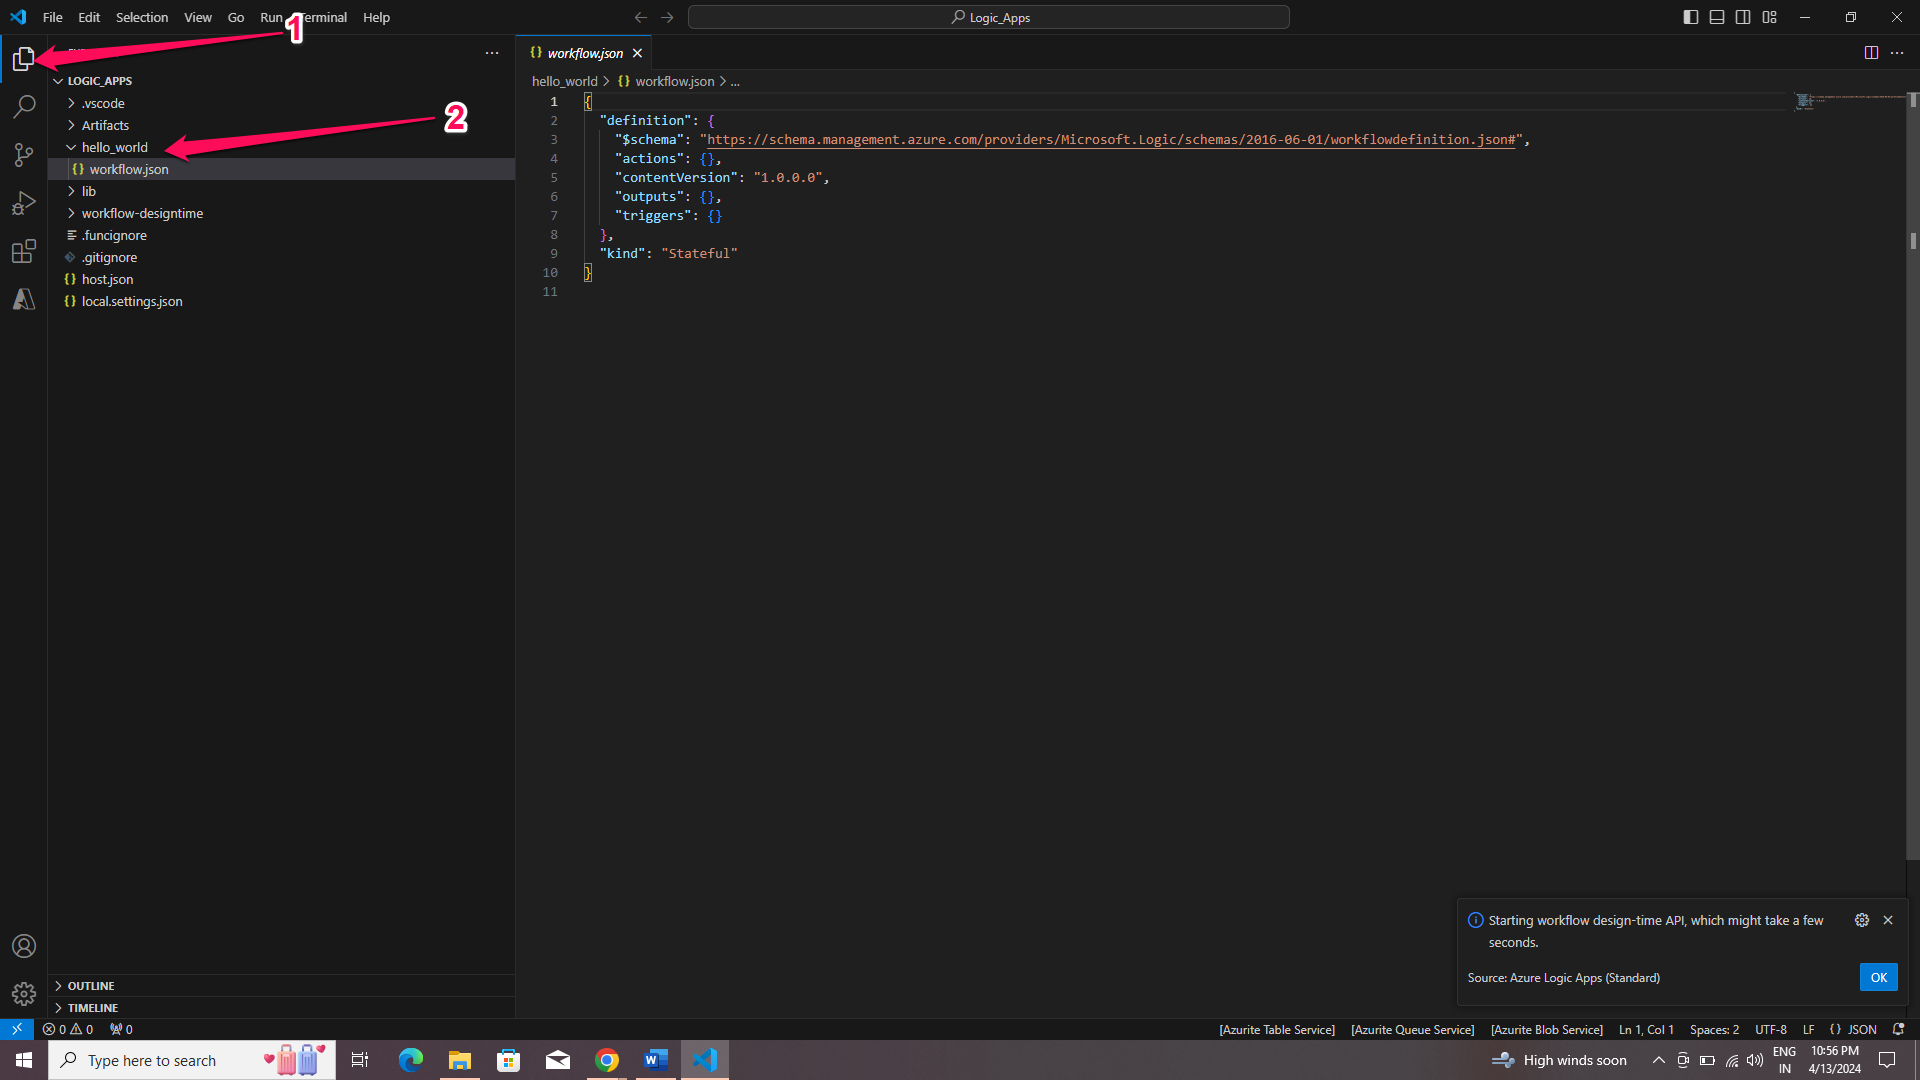 File Edit Selection View Go Run Terminal Help
Logic_Apps
1
LOGIC_APPS
.vscode
Artifacts
hello_world
2
workflow.json
lib
workflow-designtime
.funcignore
.gitignore
host.json
local.settings.json
OUTLINE
TIMELINE
{} workflow.json
hello_world > {} workflow.json > ...
1 {
2 "definition": {
3 "$schema": "https://schema.management.azure.com/providers/Microsoft.Logic/schemas/2016-06-01/workflowdefinition.json#",
4 "actions": {},
5 "contentVersion": "1.0.0.0",
6 "outputs": {},
7 "triggers": {}
8 },
9 "kind": "Stateful"
10 }
11
Starting workflow design-time API, which might take a few
seconds.
Source: Azure Logic Apps (Standard)
OK
0 0 0 [Azurite Table Service] [Azurite Queue Service] [Azurite Blob Service] Ln 1, Col 1 Spaces: 2 UTF-8 LF {} JSON
Type here to search
High winds soon
ENG
IN
10:56 PM
4/13/2024